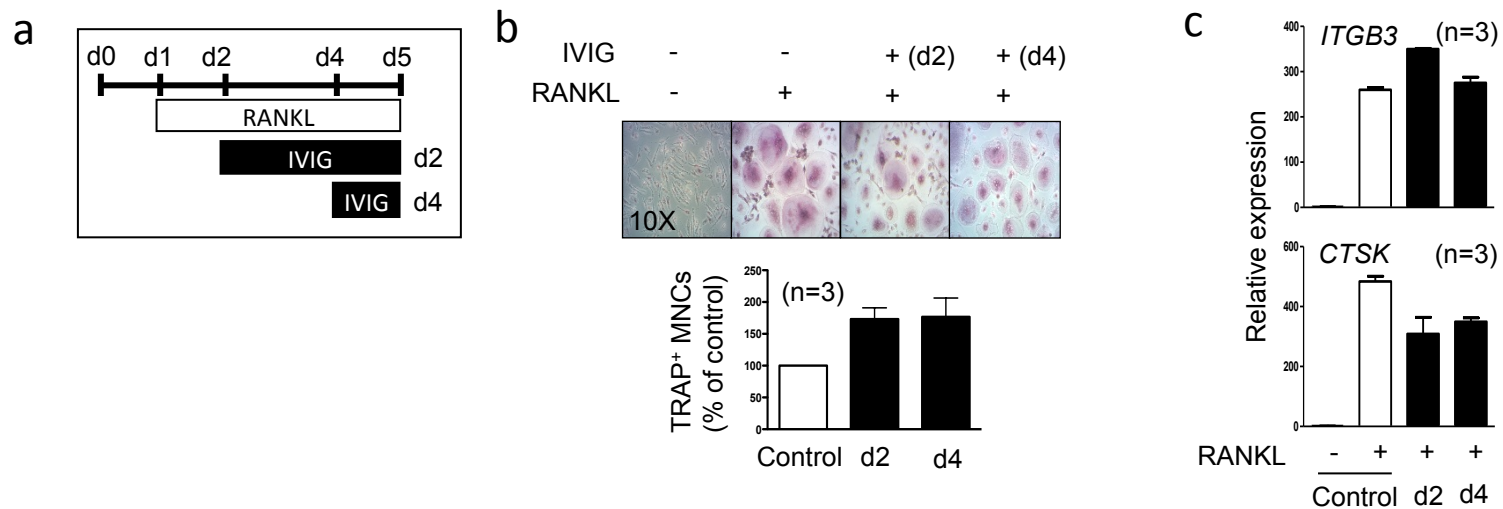 a
d0 d1 d2 d4 d5
RANKL
IVIG d2
IVIG d4
b
IVIG - - + (d2) + (d4)
RANKL - + + +
10X
TRAP+ MNCs
(% of control)
250
200
150
100
50
0
(n=3)
Control d2 d4
c
Relative expression
400
300
200
100
0
ITGB3 (n=3)
600
400
200
0
CTSK (n=3)
RANKL - + + +
Control d2 d4